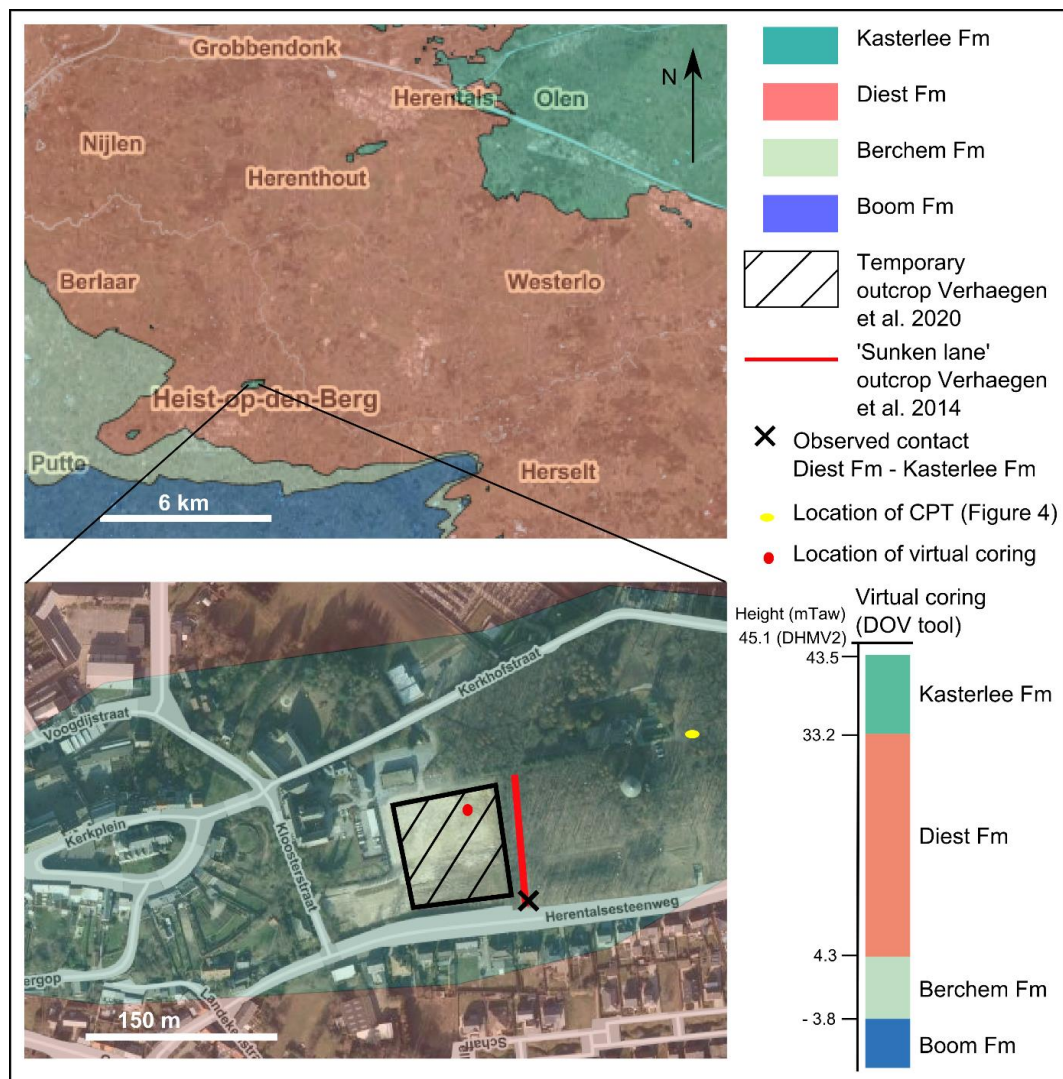 Grobbendonk
N
Herentals
Olen
Nijlen
Herenthout
Berlaar
Westerlo
Heist-op-den-Berg
Putte
Herselt
6 km
Kasterlee Fm
Diest Fm
Berchem Fm
Boom Fm
Temporary
outcrop Verhaegen
et al. 2020
'Sunken lane'
outcrop Verhaegen
et al. 2014
Observed contact
Diest Fm - Kasterlee Fm
Location of CPT (Figure 4)
Location of virtual coring
Voogdijstraat
Kerkhofstraat
Kerkplein
Kloosterstraat
Herentalsesteenweg
ergop
150 m
Schaff
Height (mTaw)
45.1 (DHMV2)
Virtual coring
(DOV tool)
43.5
Kasterlee Fm
33.2
Diest Fm
4.3
Berchem Fm
- 3.8
Boom Fm